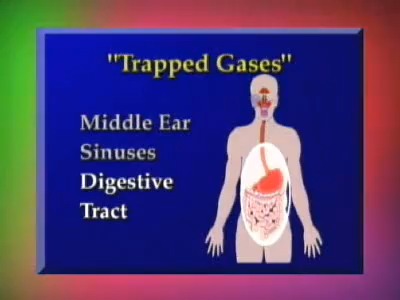 "Trapped Gases"
Middle Ear
Sinuses
Digestive
Tract